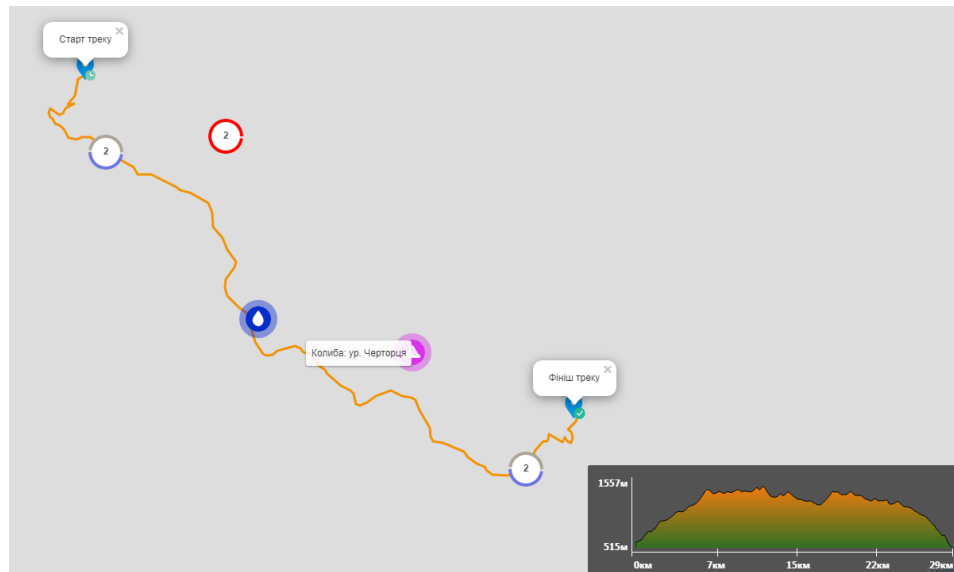 Старт треку
2
2
Колиба: ур. Черторця
Фініш треку
2
1557м
515м
0км 7км 15км 22км 29км